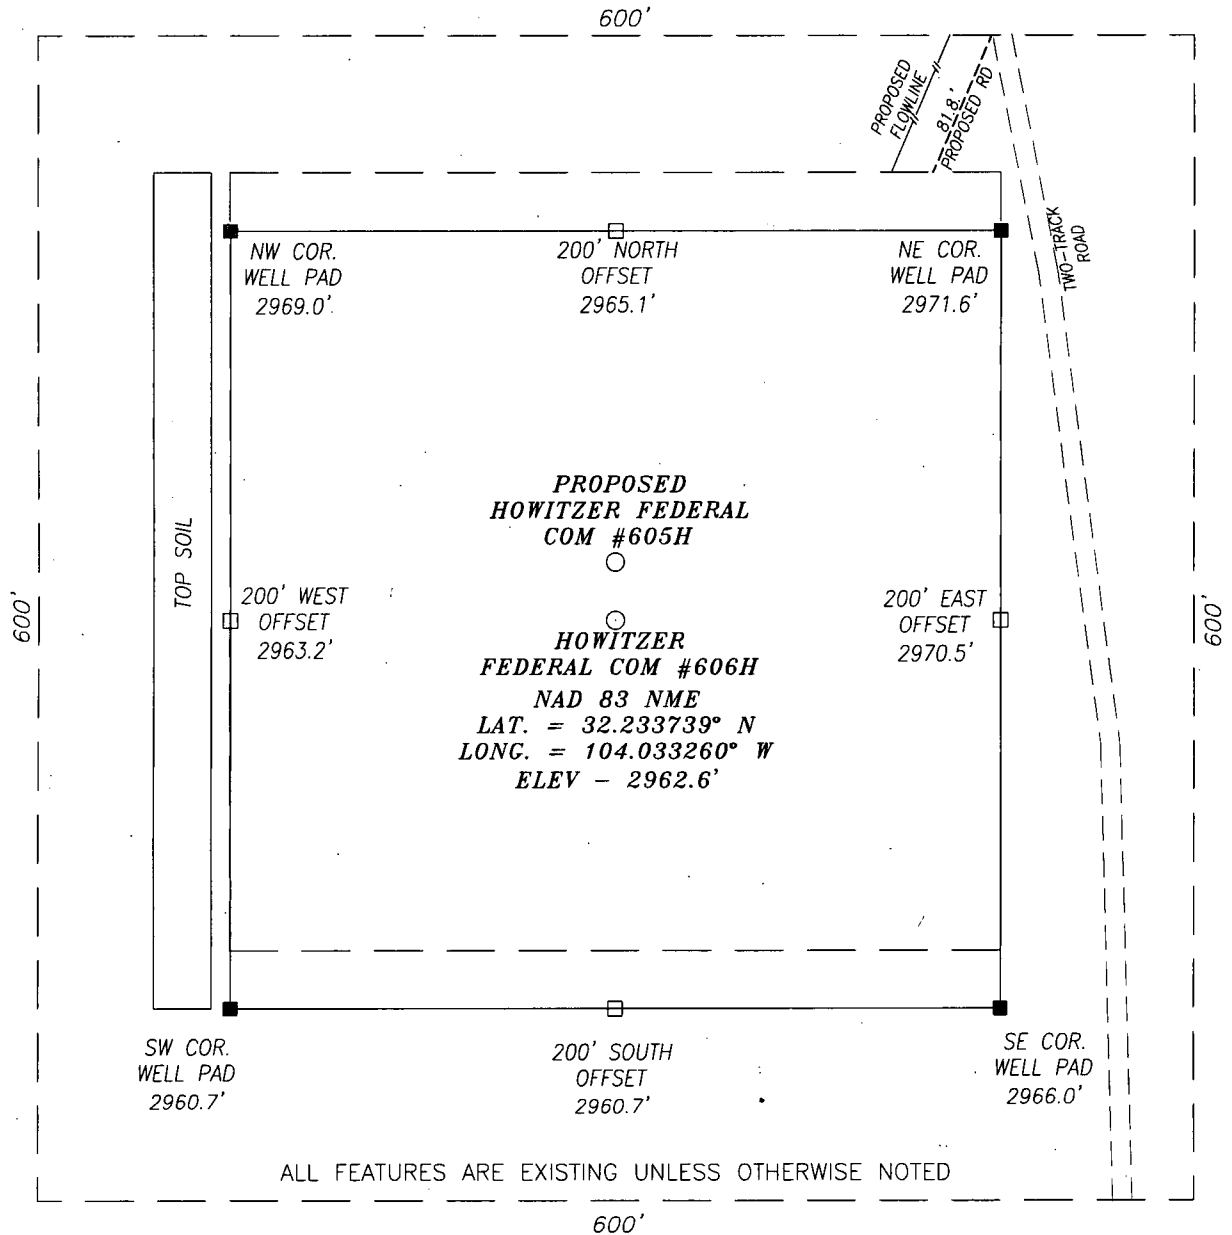 600'
PROPOSED
FLOWLINE
81.8.'
PROPOSED RD
TWO-TRACK
ROAD
NW COR.
WELL PAD
2969.0'
200' NORTH
OFFSET
2965.1'
NE COR.
WELL PAD
2971.6'
PROPOSED
HOWITZER FEDERAL
COM #605H
TOP SOIL
600'
200' WEST
OFFSET
2963.2'
200' EAST
OFFSET
2970.5'
600'
HOWITZER
FEDERAL COM #606H
NAD 83 NME
LAT. = 32.233739° N
LONG. = 104.033260° W
ELEV - 2962.6'
SW COR.
WELL PAD
2960.7'
200' SOUTH
OFFSET
2960.7'
SE COR.
WELL PAD
2966.0'
ALL FEATURES ARE EXISTING UNLESS OTHERWISE NOTED
600'